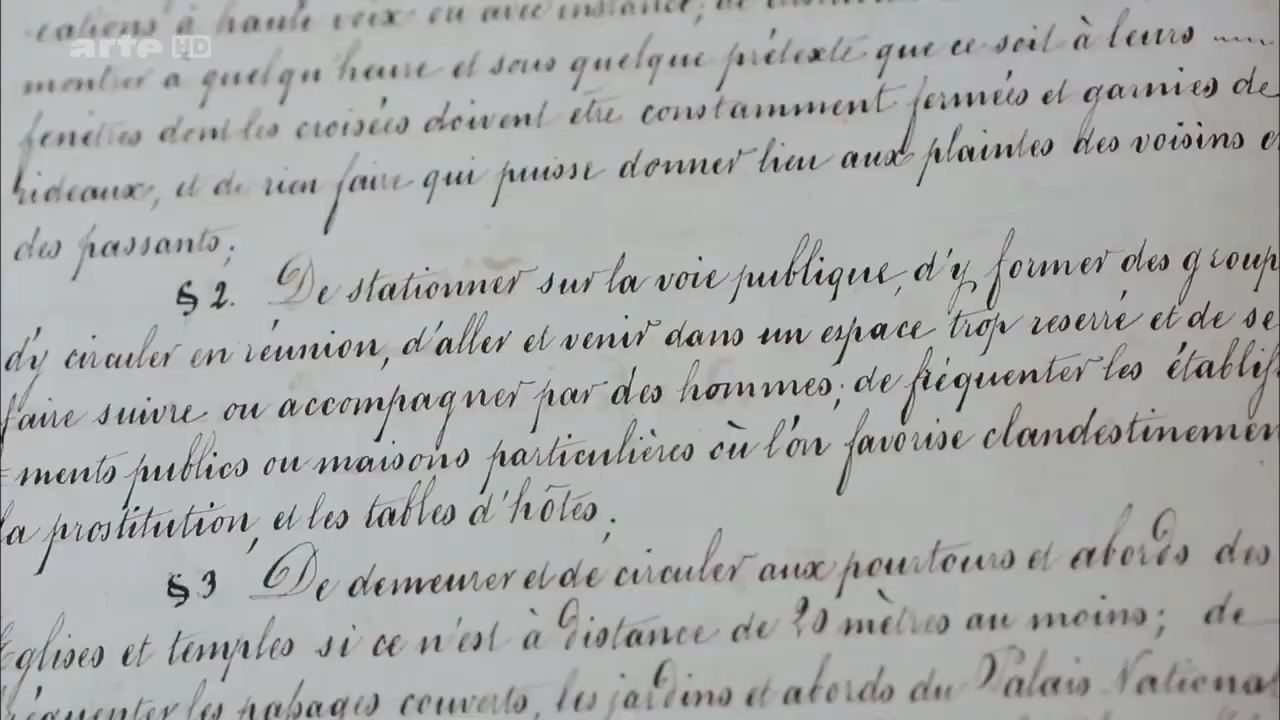 arte HD
-cations à haute voix ou avec instance; de
montrer à quelqu'heure et sous quelque prétexte que ce soit à leurs
fenêtres dont les croisées doivent être constamment fermées et garnies de
rideaux, et de rien faire qui puisse donner lieu aux plaintes des voisins e
des passants;
§ 2. De stationner sur la voie publique, d'y former des group
d'y circuler en réunion, d'aller et venir dans un espace trop reserré et de se
faire suivre ou accompagner par des hommes; de fréquenter les établis
=ments publics ou maisons particulières où l'on favorise clandestinemen
la prostitution, et les tables d'hôtes;
§ 3 De demeurer et de circuler aux pourtours et abords des
Eglises et temples si ce n'est à distance de 20 mètres au moins; de
réquenter les passages couverts, les jardins et abords du Palais Nationa